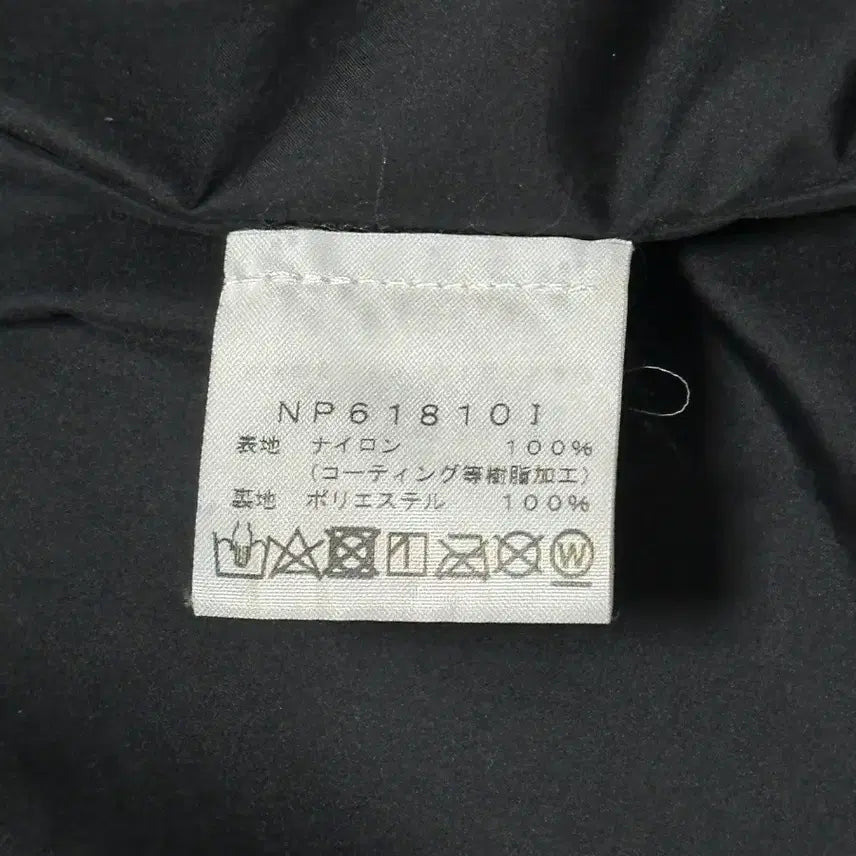 NP61810I
表地 ナイロン 100%
(コーティング等樹脂加工)
裏地 ポリエステル 100%
W